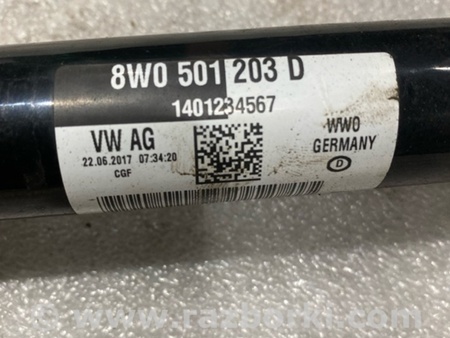 8W0 501 203 D
1401234567
VW AG
22.06.2017 07:34:20
CGF
WWO
GERMANY
D
www.razborki.com